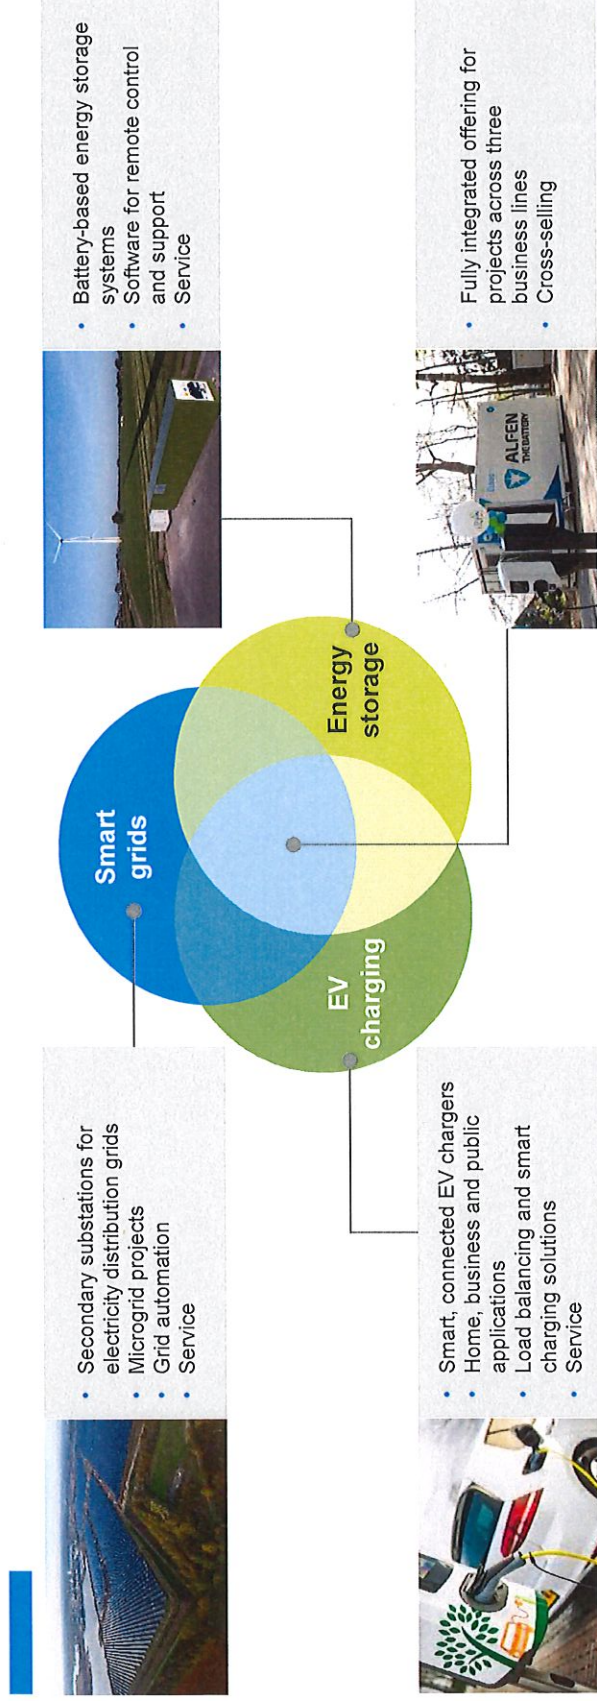 • Secondary substations for
electricity distribution grids
• Microgrid projects
• Grid automation
• Service
Smart
grids
• Battery-based energy storage
systems
• Software for remote control
and support
• Service
EV
charging
Energy
storage
• Smart, connected EV chargers
• Home, business and public
applications
• Load balancing and smart
charging solutions
• Service
ALFEN
THE BATTERY
• Fully integrated offering for
projects across three
business lines
• Cross-selling